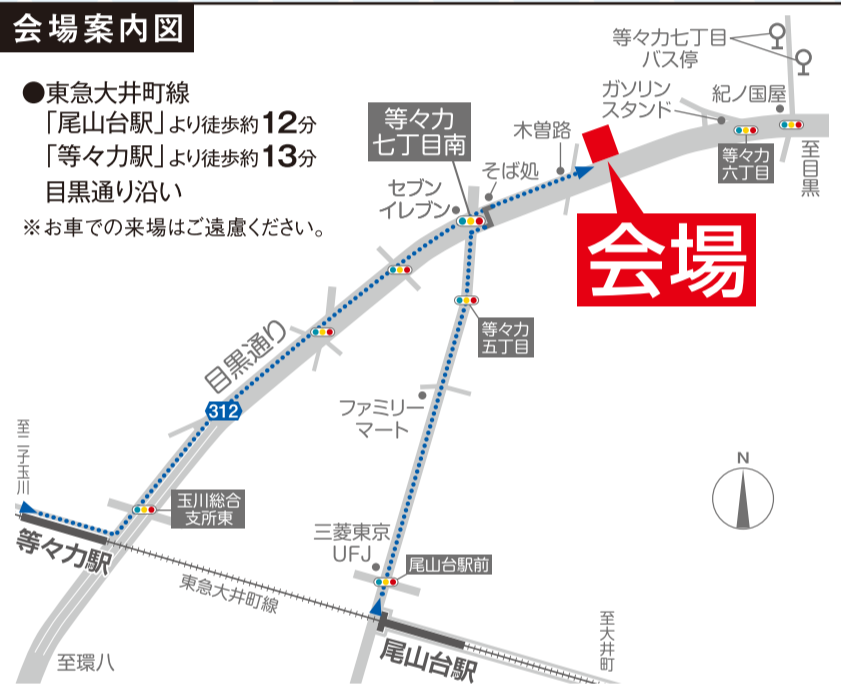 会場案内図
●東急大井町線
「尾山台駅」より徒歩約12分
「等々力駅」より徒歩約13分
目黒通り沿い
※お車での来場はご遠慮ください。
等々力七丁目
バス停
ガソリン
スタンド
紀ノ国屋
等々力
七丁目南
木曽路
そば処
セブン
イレブン
等々力
六丁目
至目黒
会場
等々力
五丁目
目黒通り
312
ファミリー
マート
至二子玉川
玉川総合
支所東
N
等々力駅
三菱東京
UFJ
尾山台駅前
東急大井町線
尾山台駅
至大井町
至環八